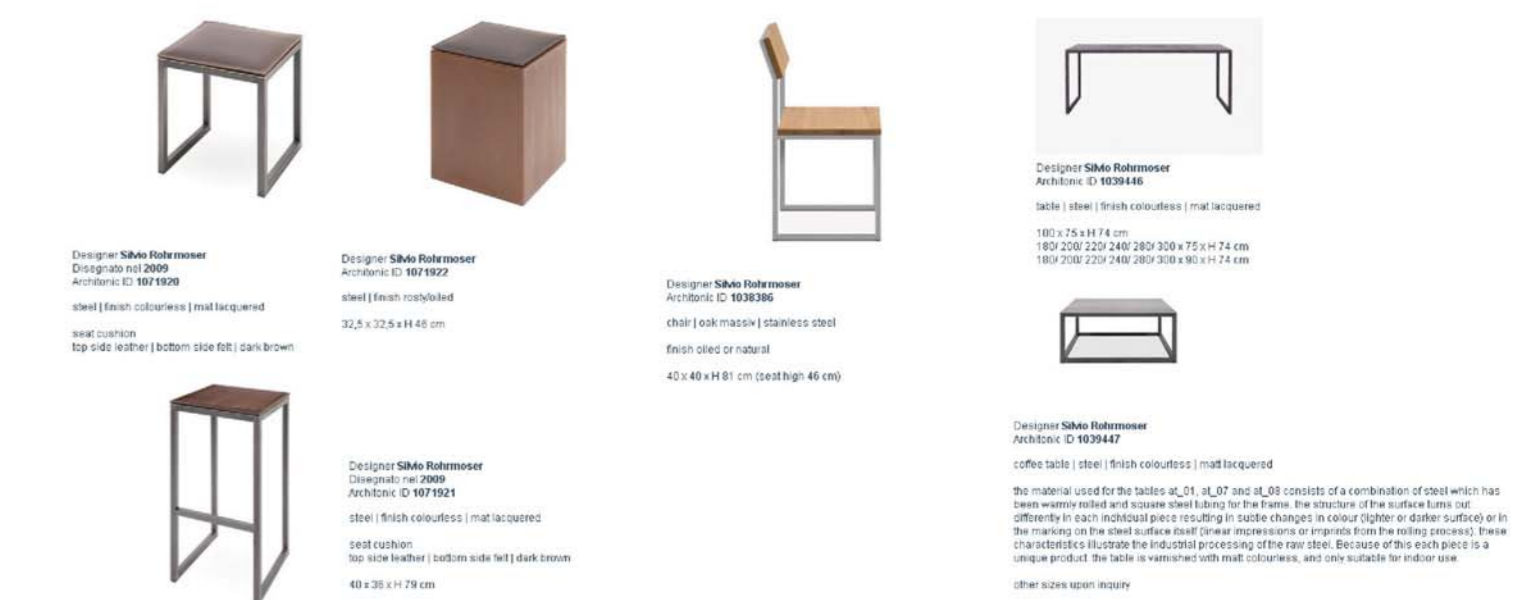 Designer Silvio Rohrmoser
Disegnato nel 2009
Architonic ID 1071920
steel | finish colourless | mat lacquered
seat cushion
top side leather | bottom side felt | dark brown
Designer Silvio Rohrmoser
Architonic ID 1071922
steel | finish rosty/oiled
32,5 x 32,5 x H 46 cm
Designer Silvio Rohrmoser
Disegnato nel 2009
Architonic ID 1071921
steel | finish colourless | mat lacquered
seat cushion
top side leather | bottom side felt | dark brown
40 x 36 x H 79 cm
Designer Silvio Rohrmoser
Architonic ID 1038386
chair | oak massiv | stainless steel
finish oiled or natural
40 x 40 x H 81 cm (seat high 46 cm)
Designer Silvio Rohrmoser
Architonic ID 1039446
table | steel | finish colourless | mat lacquered
100 x 75 x H 74 cm
180/ 200/ 220/ 240/ 280/ 300 x 75 x H 74 cm
180/ 200/ 220/ 240/ 280/ 300 x 90 x H 74 cm
Designer Silvio Rohrmoser
Architonic ID 1039447
coffee table | steel | finish colourless | matt lacquered
the material used for the tables at_01, at_07 and at_08 consists of a combination of steel which has
been warmly rolled and square steel tubing for the frame. the structure of the surface turns out
differently in each individual piece resulting in subtle changes in colour (lighter or darker surface) or in
the marking on the steel surface itself (linear impressions or imprints from the rolling process). these
characteristics illustrate the industrial processing of the raw steel. Because of this each piece is a
unique product. the table is varnished with matt colourless, and only suitable for indoor use.
other sizes upon inquiry